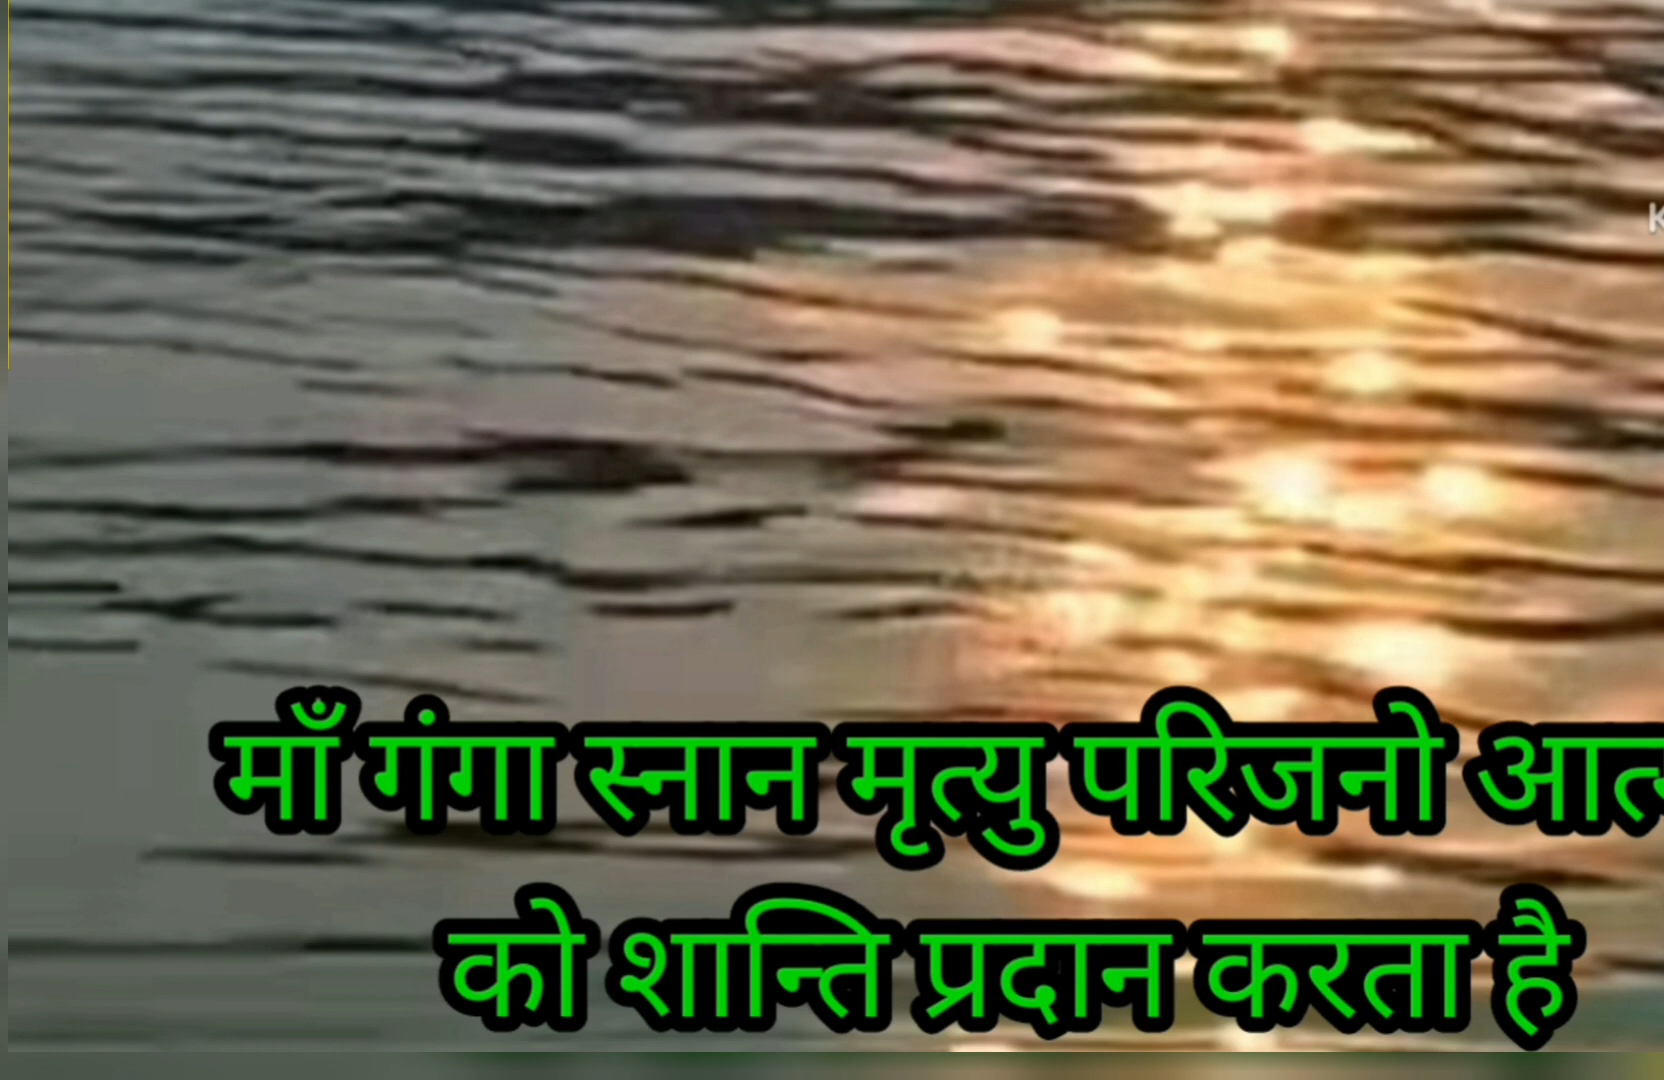 माँ गंगा स्नान मृत्यु परिजनो
को शान्ति प्रदान करता है